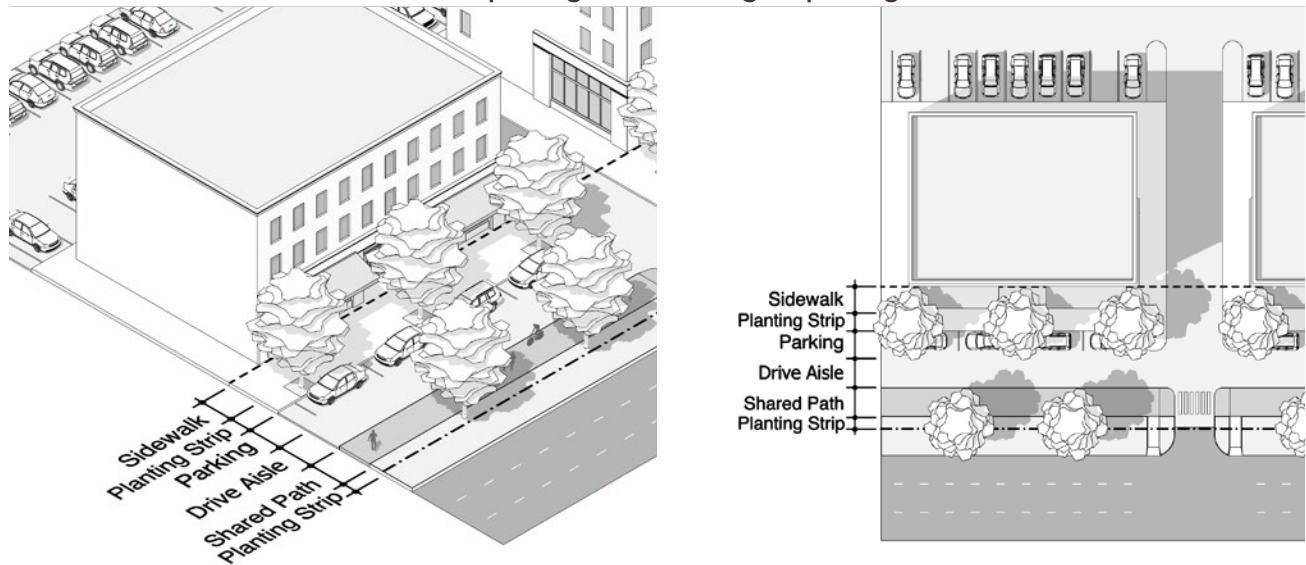 Sidewalk
Planting Strip
Parking
Drive Aisle
Shared Path
Planting Strip
Sidewalk
Planting Strip
Parking
Drive Aisle
Shared Path
Planting Strip